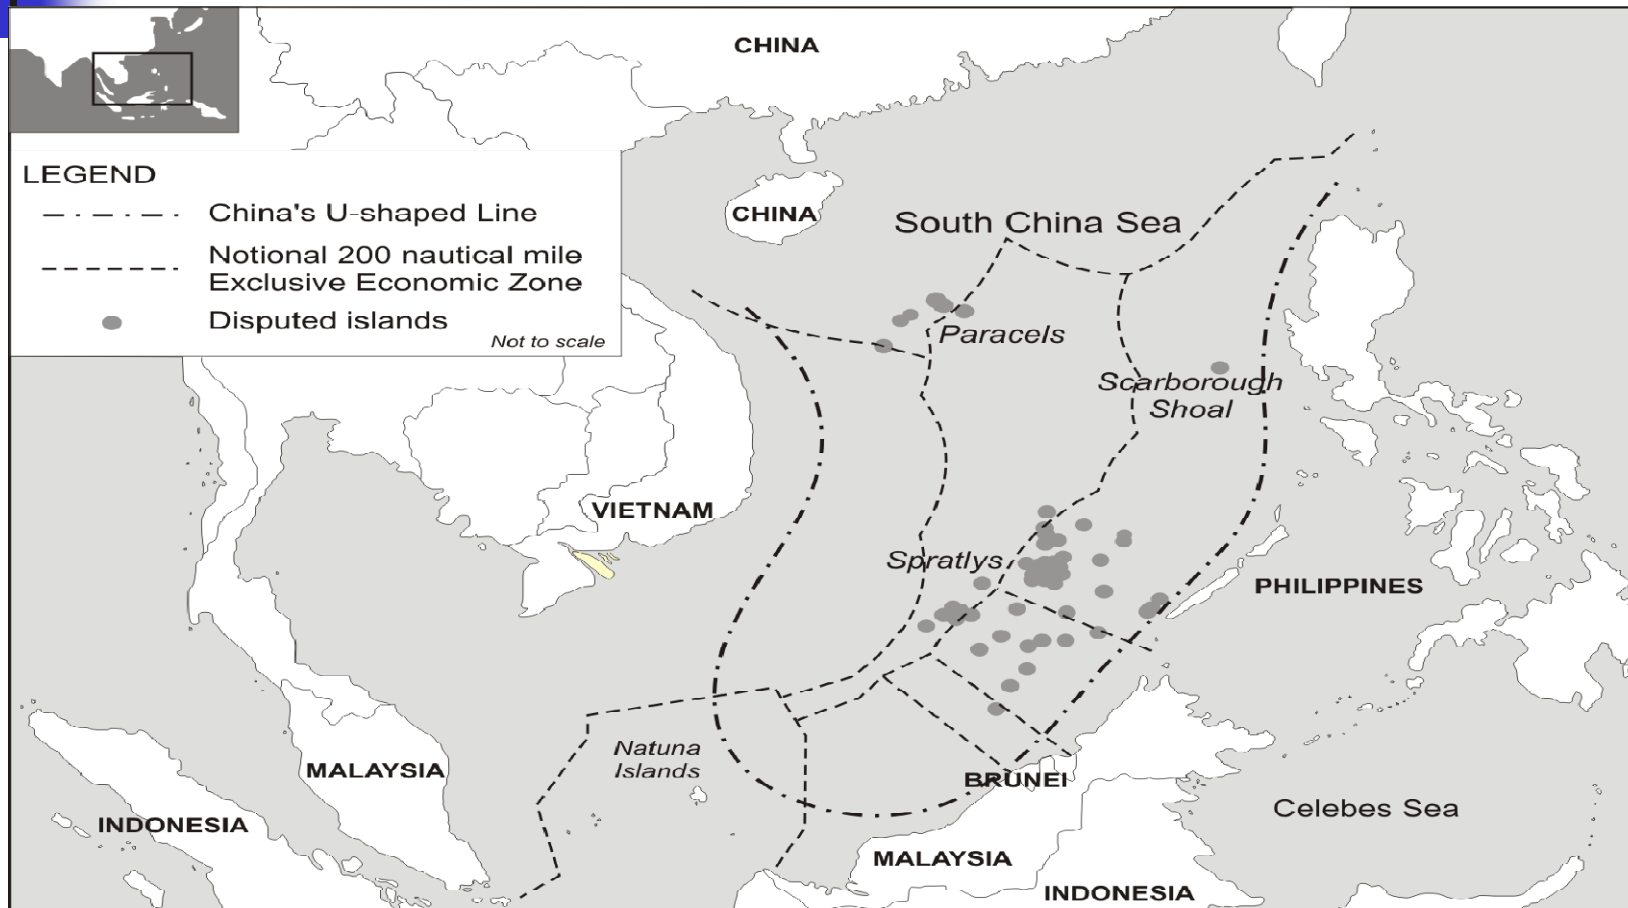 CHINA
LEGEND
China's U-shaped Line
Notional 200 nautical mile
Exclusive Economic Zone
Disputed islands
Not to scale
CHINA
South China Sea
Paracels
Scarborough
Shoal
VIETNAM
Spratlys
PHILIPPINES
Natuna
Islands
MALAYSIA
BRUNEI
INDONESIA
Celebes Sea
MALAYSIA
INDONESIA